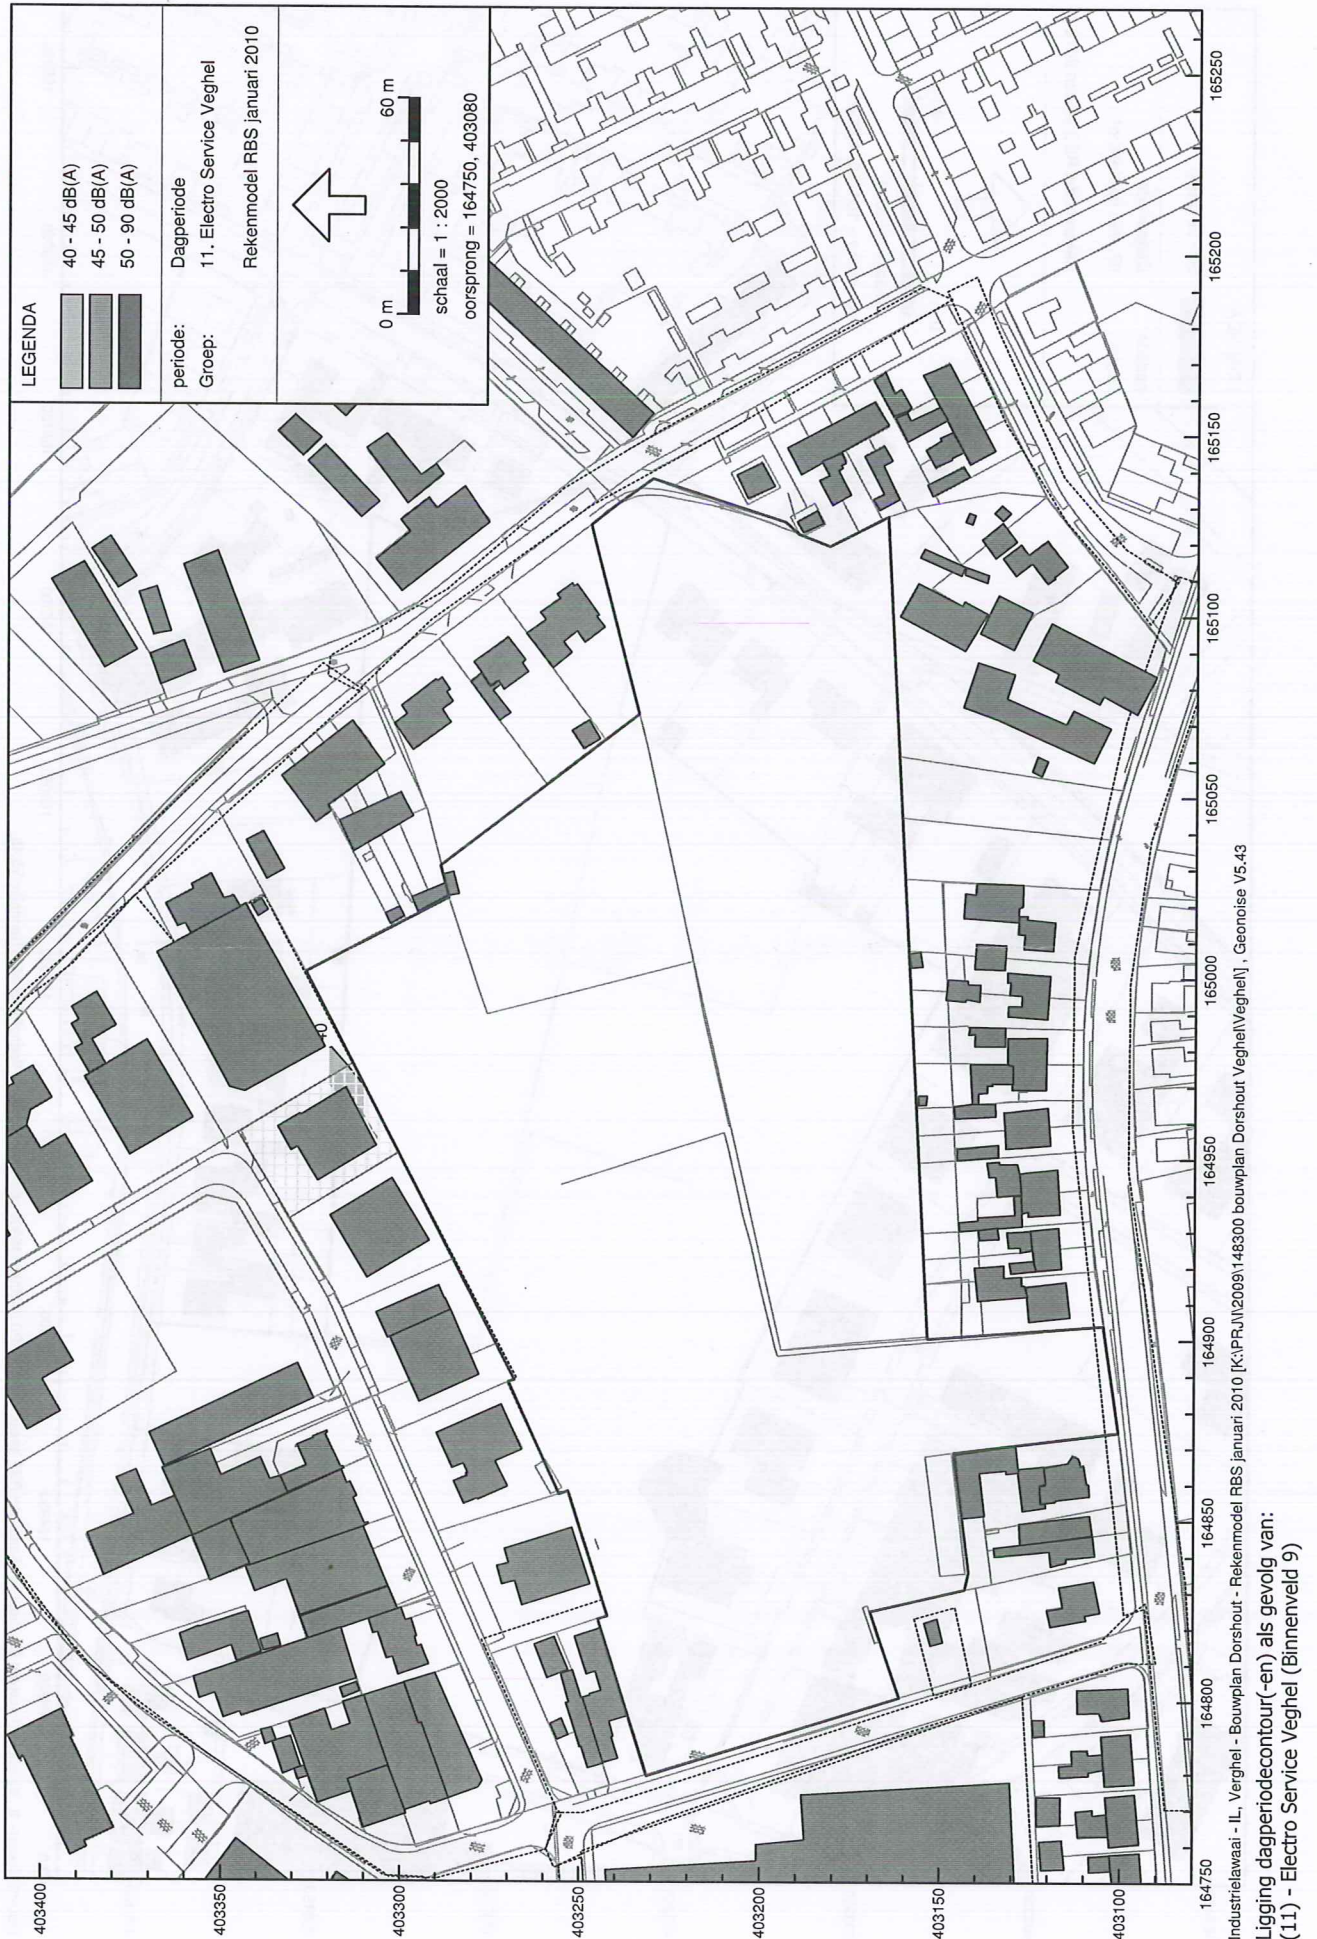 LEGENDA
40 - 45 dB(A)
45 - 50 dB(A)
50 - 90 dB(A)
periode: Dagperiode
Groep: 11. Electro Service Veghel
Rekenmodel RBS januari 2010
0 m 60 m
schaal = 1 : 2000
oorsprong = 164750, 403080
40
403400
403350
403300
403250
403200
403150
403100
164750
164800
164850
164900
164950
165000
165050
165100
165150
165200
165250
Industrielawaai - IL, Verghel - Bouwplan Dorshout - Rekenmodel RBS januari 2010 [K:\PRJ\I\2009\148300 bouwplan Dorshout Veghel\Veghel\] , Geonoise V5.43
Ligging dagperiodecontour(-en) als gevolg van:
(11) - Electro Service Veghel (Binnenveld 9)